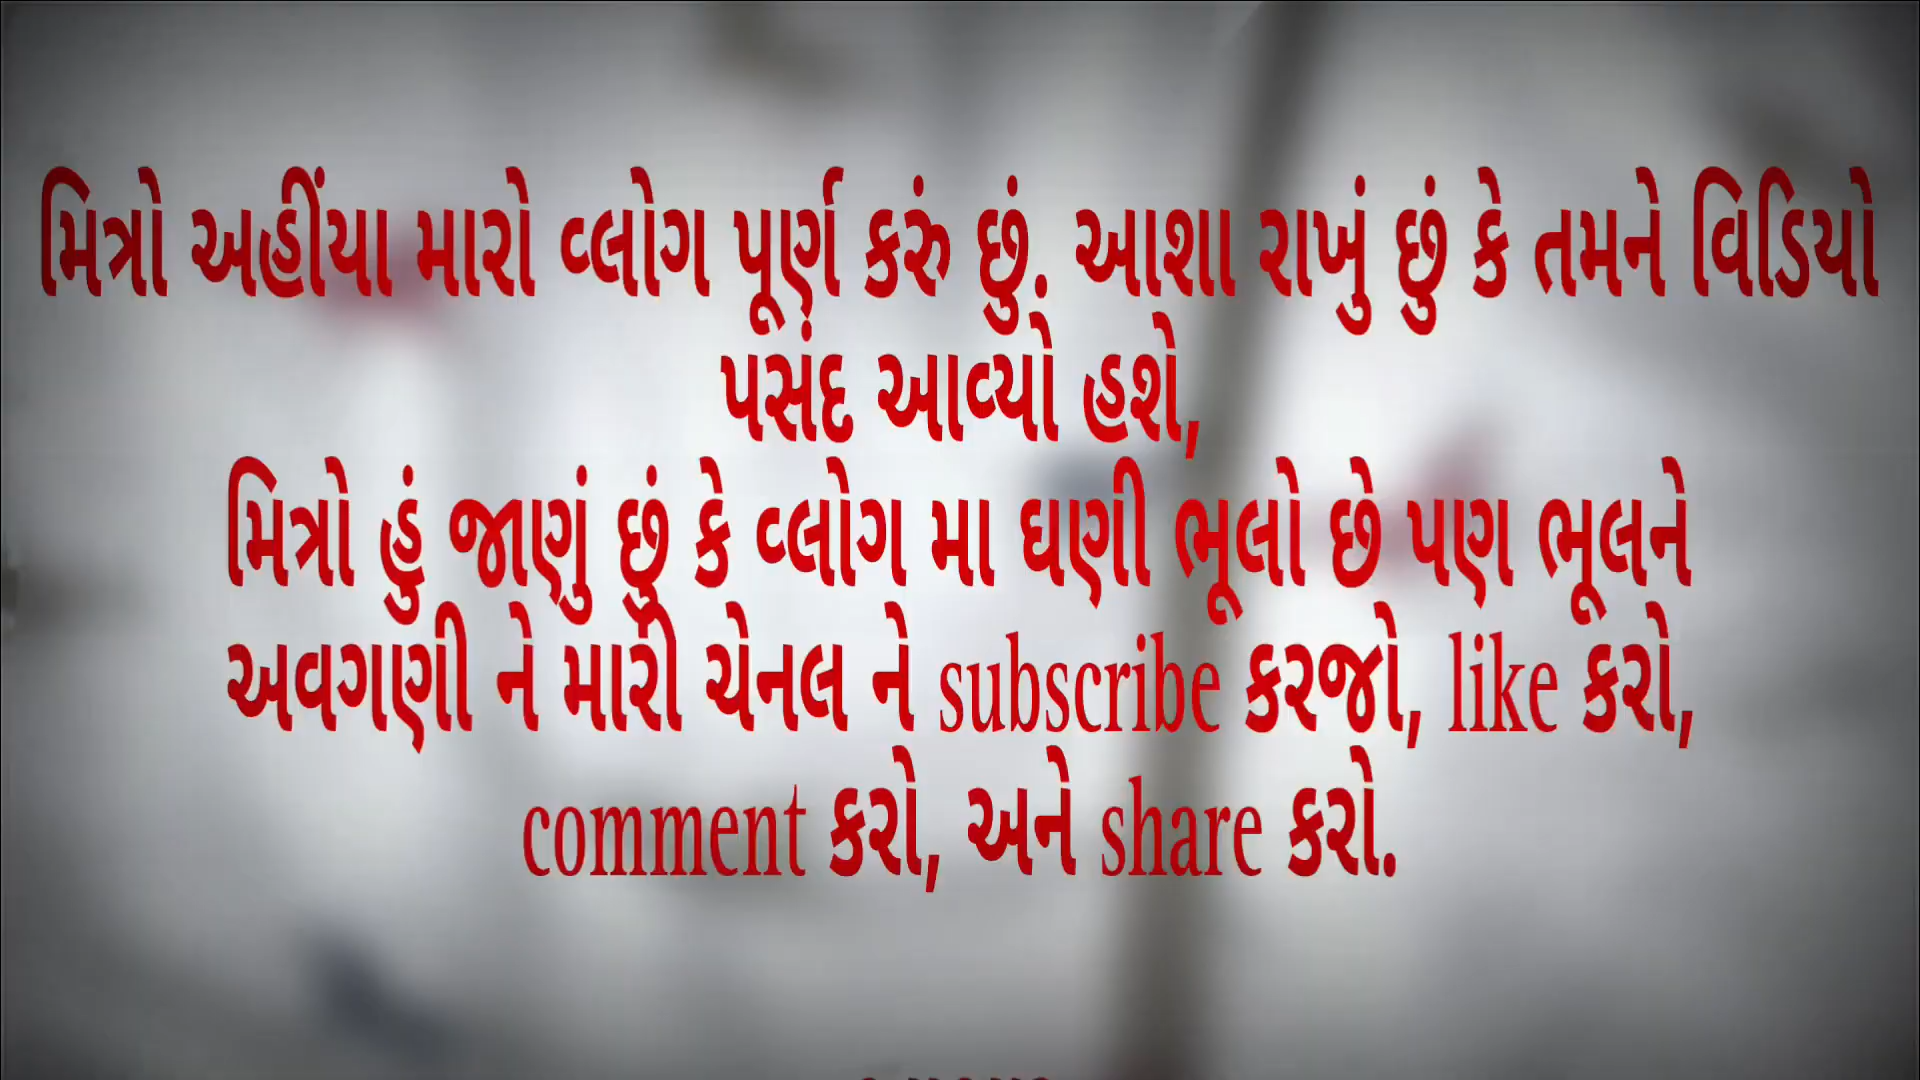 મિત્રો અહીંયા મારો વ્લોગ પૂર્ણ કરું છું. આશા રાખું છું કે તમને વિડિયો
પસંદ આવ્યો હશે,
મિત્રો હું જાણું છું કે વ્લોગ મા ઘણી ભૂલો છે પણ ભૂલને
અવગણી ને મારી ચેનલ ને subscribe કરજો, like કરો,
comment કરો, અને share કરો.